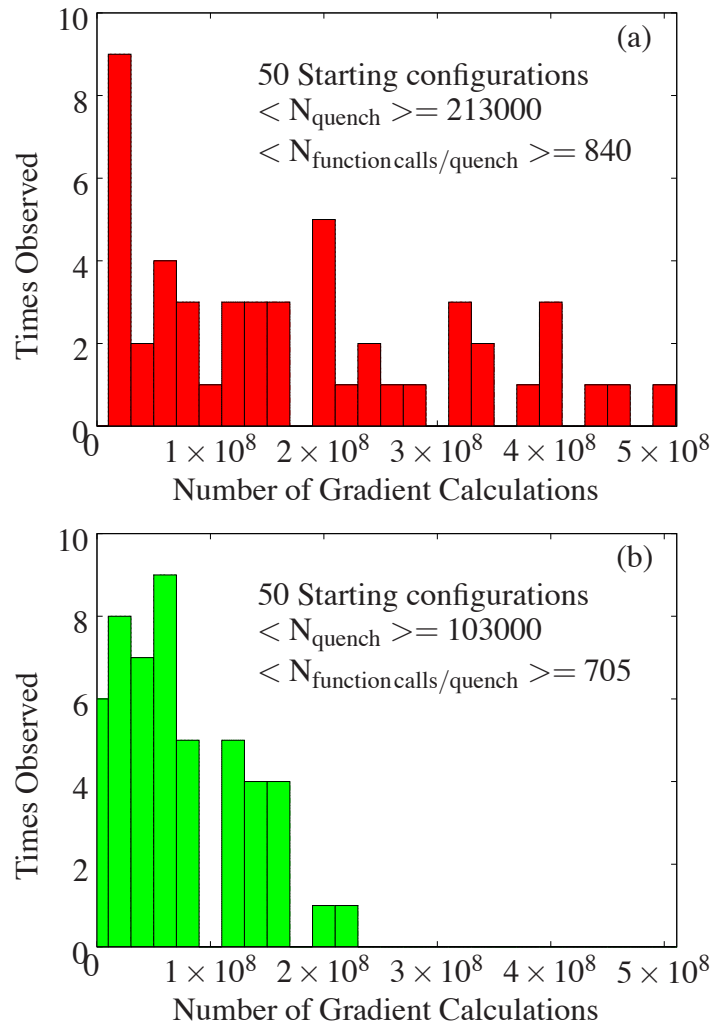 (a)
50 Starting configurations
< N_quench >= 213000
< N_function calls/quench >= 840
Times Observed
10
8
6
4
2
0
0 1 × 10^8 2 × 10^8 3 × 10^8 4 × 10^8 5 × 10^8
Number of Gradient Calculations
(b)
50 Starting configurations
< N_quench >= 103000
< N_function calls/quench >= 705
Times Observed
10
8
6
4
2
0
0 1 × 10^8 2 × 10^8 3 × 10^8 4 × 10^8 5 × 10^8
Number of Gradient Calculations